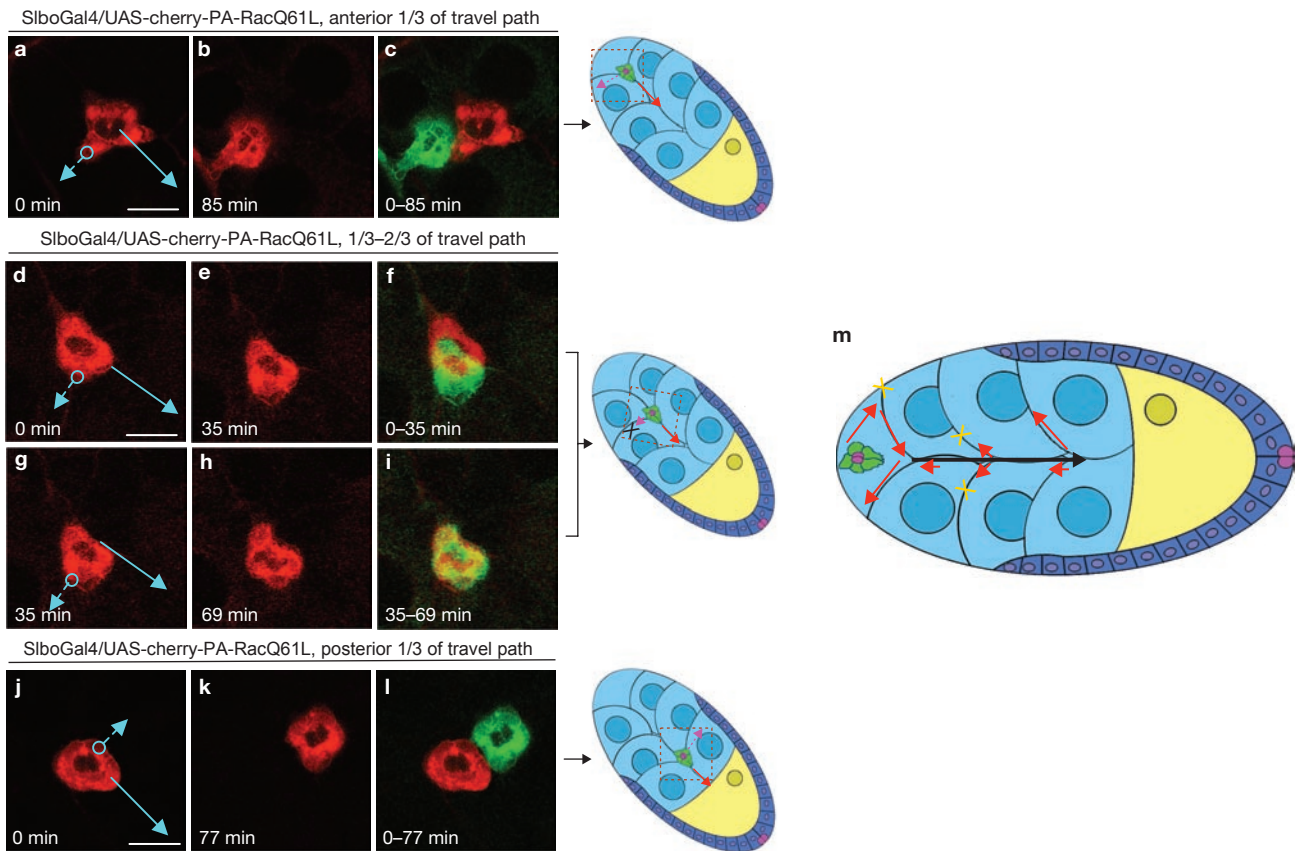 SlboGal4/UAS-cherry-PA-RacQ61L, anterior 1/3 of travel path
a
b
c
0 min
85 min
0–85 min
SlboGal4/UAS-cherry-PA-RacQ61L, 1/3–2/3 of travel path
d
e
f
0 min
35 min
0–35 min
m
g
h
i
35 min
69 min
35–69 min
SlboGal4/UAS-cherry-PA-RacQ61L, posterior 1/3 of travel path
j
k
l
0 min
77 min
0–77 min